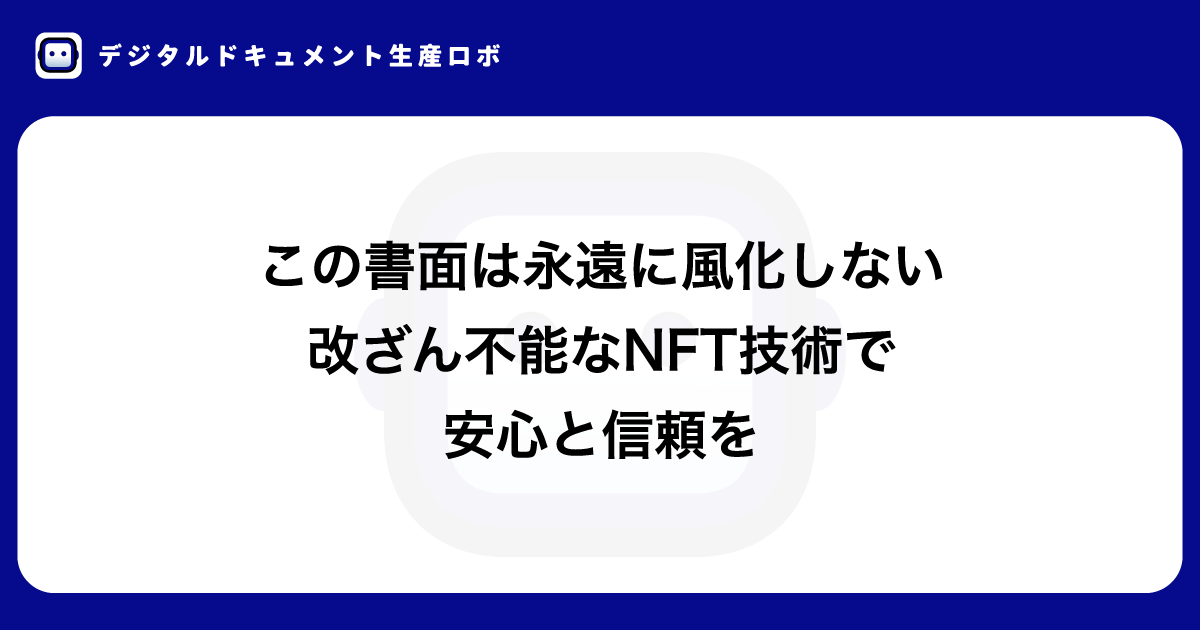 デジタルドキュメント生産ロボ
この書面は永遠に風化しない
改ざん不能なNFT技術で
安心と信頼を